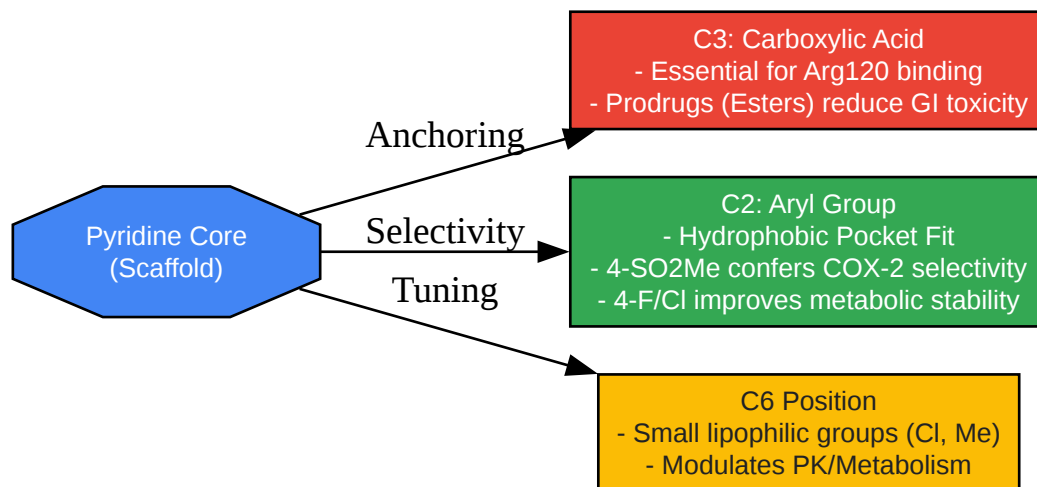 Pyridine Core
(Scaffold)
Anchoring
Selectivity
Tuning
C3: Carboxylic Acid
- Essential for Arg120 binding
- Prodrugs (Esters) reduce GI toxicity
C2: Aryl Group
- Hydrophobic Pocket Fit
- 4-SO2Me confers COX-2 selectivity
- 4-F/Cl improves metabolic stability
C6 Position
- Small lipophilic groups (Cl, Me)
- Modulates PK/Metabolism